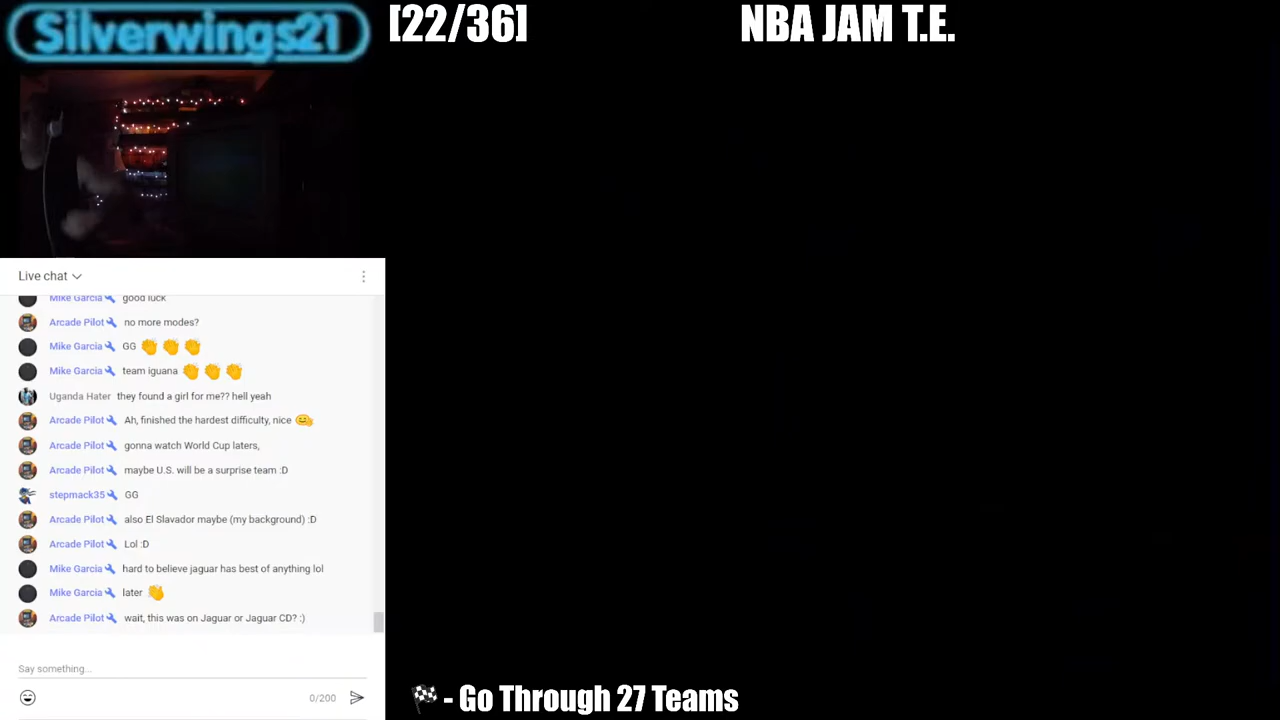 Silverwings21
[22/36]
NBA JAM T.E.
Live chat
Mike Garcia good luck
Arcade Pilot no more modes?
Mike Garcia GG 👏 👏 👏
Mike Garcia team iguana 👏 👏 👏
Uganda Hater they found a girl for me?? hell yeah
Arcade Pilot Ah, finished the hardest difficulty, nice
Arcade Pilot gonna watch World Cup laters,
Arcade Pilot maybe U.S. will be a surprise team :D
stepmack35 GG
Arcade Pilot also El Slavador maybe (my background) :D
Arcade Pilot Lol :D
Mike Garcia hard to believe jaguar has best of anything lol
Mike Garcia later 👋
Arcade Pilot wait, this was on Jaguar or Jaguar CD? :)
Say something...
0/200
🏁 - Go Through 27 Teams